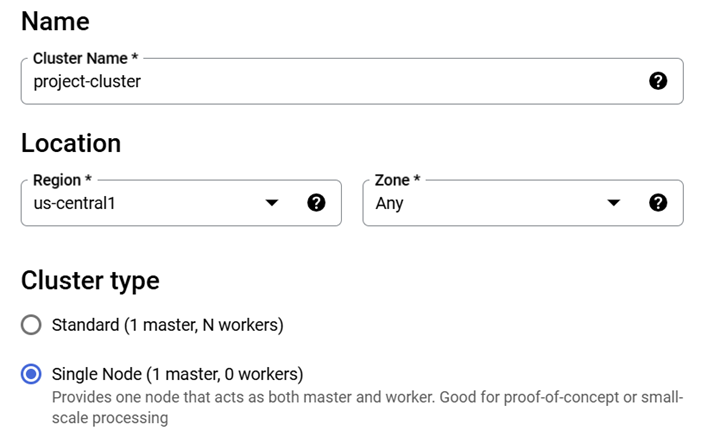 Name
Cluster Name *
project-cluster
Location
Region *
us-central1
Zone *
Any
Cluster type
Standard (1 master, N workers)
Single Node (1 master, 0 workers)
Provides one node that acts as both master and worker. Good for proof-of-concept or small-
scale processing